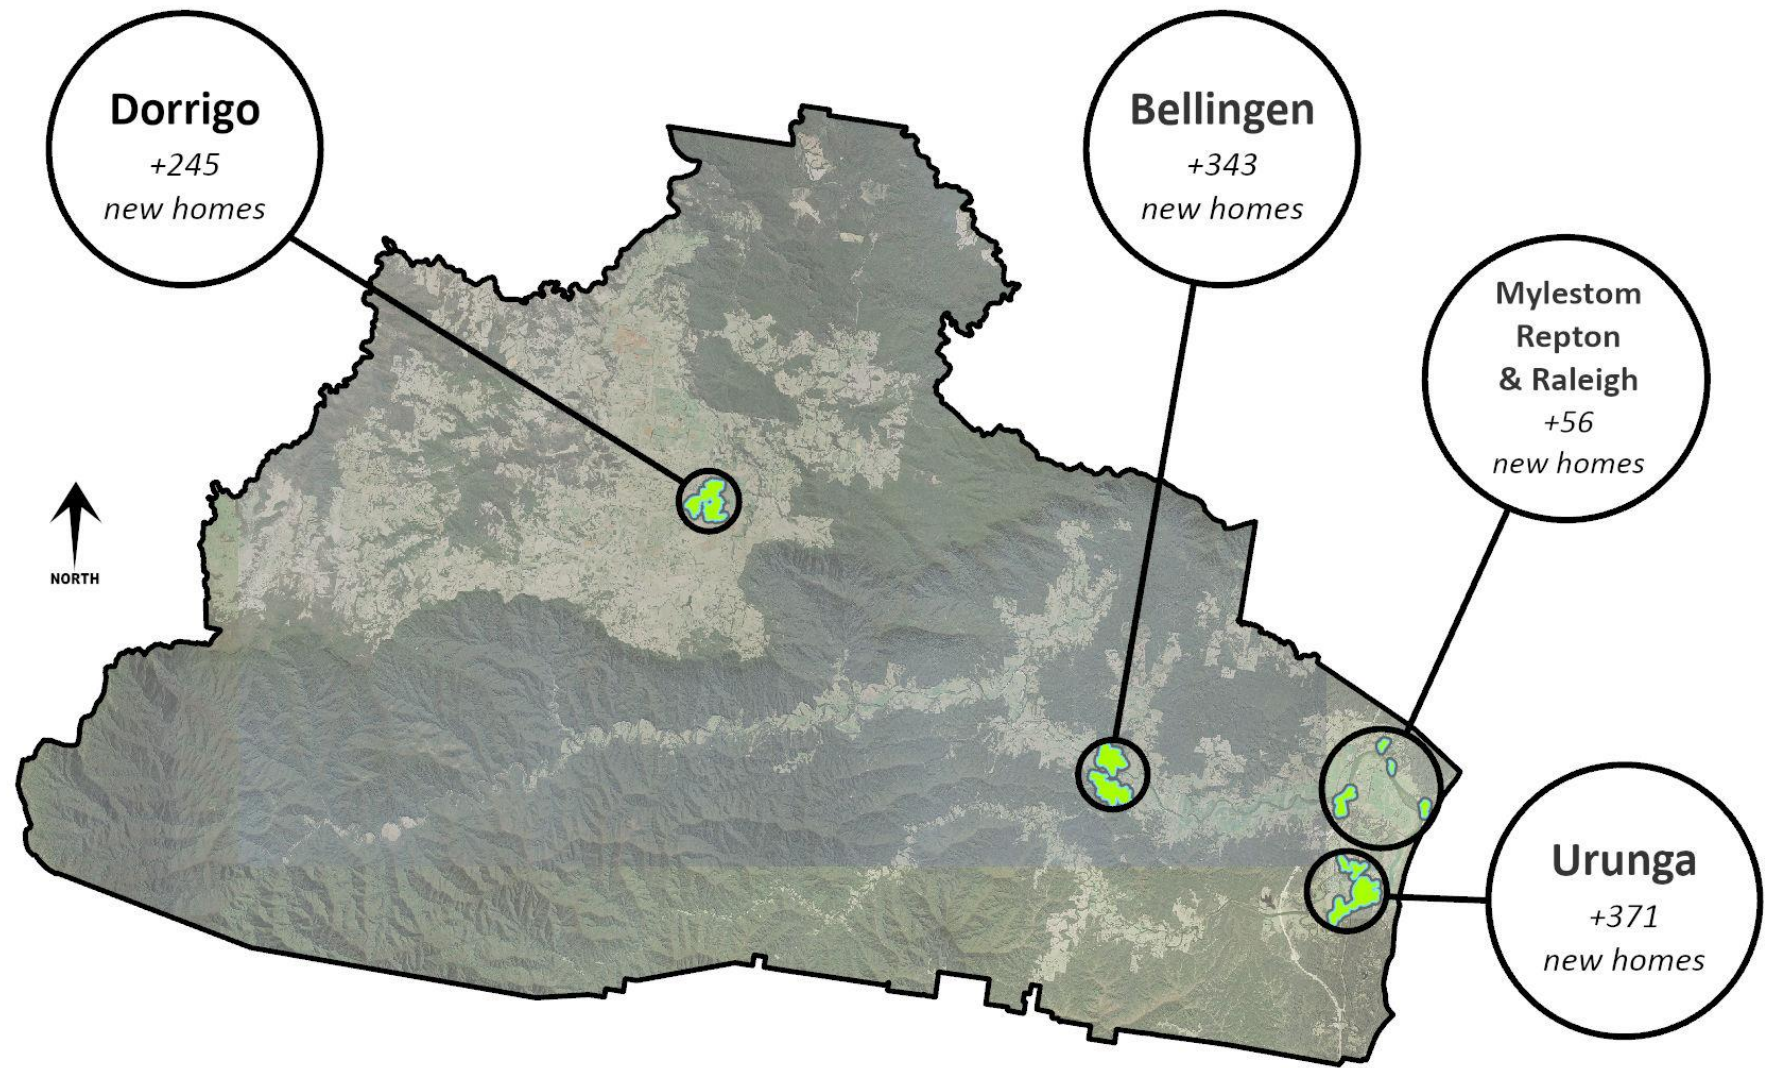 Dorrigo
+245
new homes
Bellingen
+343
new homes
Mylestom
Repton
& Raleigh
+56
new homes
NORTH
Urunga
+371
new homes